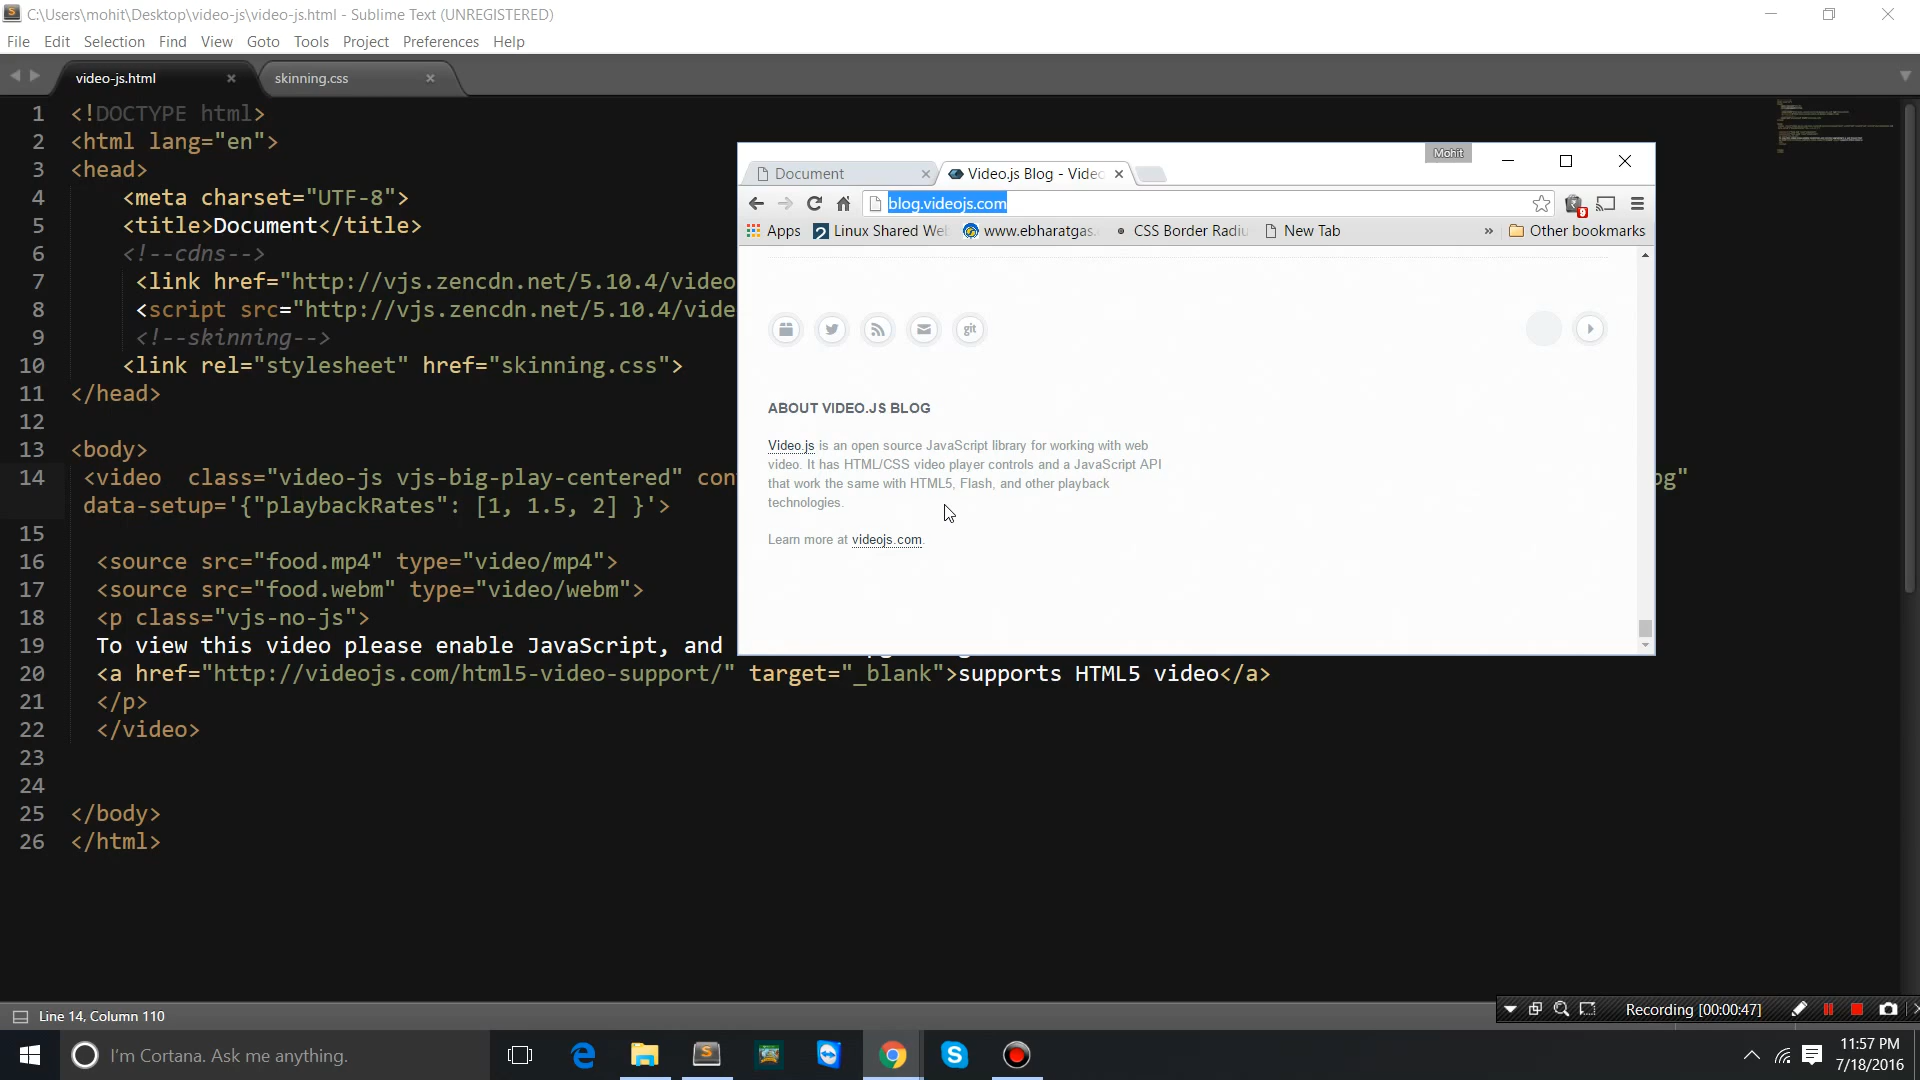 C:\Users\mohit\Desktop\video-js\video-js.html - Sublime Text (UNREGISTERED)
File Edit Selection Find View Goto Tools Project Preferences Help
video-js.html
skinning.css
1 <!DOCTYPE html>
2 <html lang="en">
3 <head>
4 <meta charset="UTF-8">
5 <title>Document</title>
6 <!--cdns-->
7 <link href="http://vjs.zencdn.net/5.10.4/video
8 <script src="http://vjs.zencdn.net/5.10.4/vide
9 <!--skinning-->
10 <link rel="stylesheet" href="skinning.css">
11 </head>
12
13 <body>
14 <video class="video-js vjs-big-play-centered" con
data-setup='{"playbackRates": [1, 1.5, 2] }'>
15
16 <source src="food.mp4" type="video/mp4">
17 <source src="food.webm" type="video/webm">
18 <p class="vjs-no-js">
19 To view this video please enable JavaScript, and
20 <a href="http://videojs.com/html5-video-support/" target="_blank">supports HTML5 video</a>
21 </p>
22 </video>
23
24
25 </body>
26 </html>
Mohit
Document
Video.js Blog - Video
blog.videojs.com
Apps Linux Shared Web www.ebharatgas. CSS Border Radiu New Tab » Other bookmarks
git
ABOUT VIDEO.JS BLOG
Video.js is an open source JavaScript library for working with web
video. It has HTML/CSS video player controls and a JavaScript API
that work the same with HTML5, Flash, and other playback
technologies.
Learn more at videojs.com.
Line 14, Column 110
Recording [00:00:47]
I'm Cortana. Ask me anything.
11:57 PM
7/18/2016